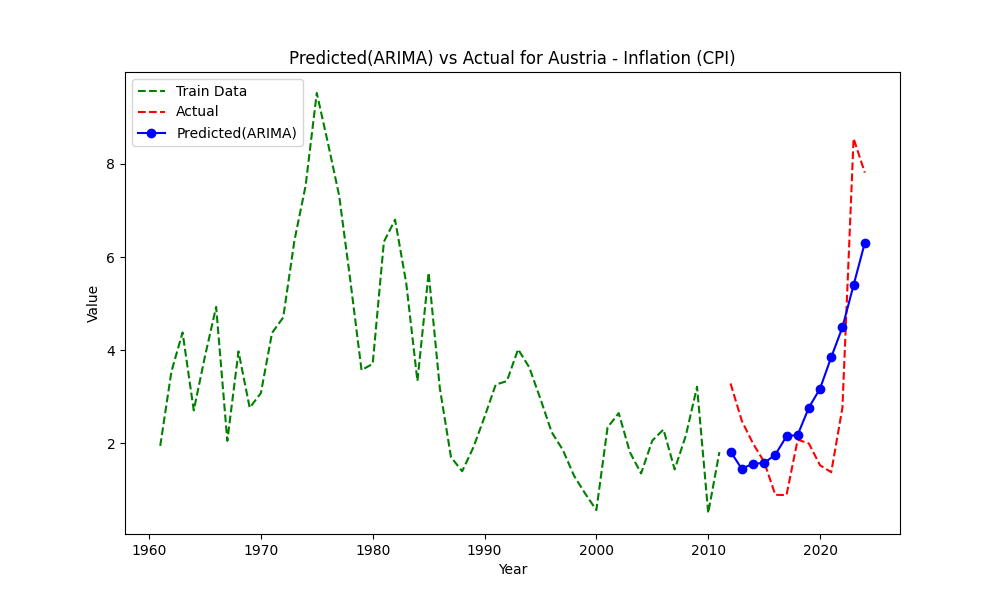 Predicted(ARIMA) vs Actual for Austria - Inflation (CPI)
Train Data
Actual
Predicted(ARIMA)
8
6
4
2
Value
1960 1970 1980 1990 2000 2010 2020
Year